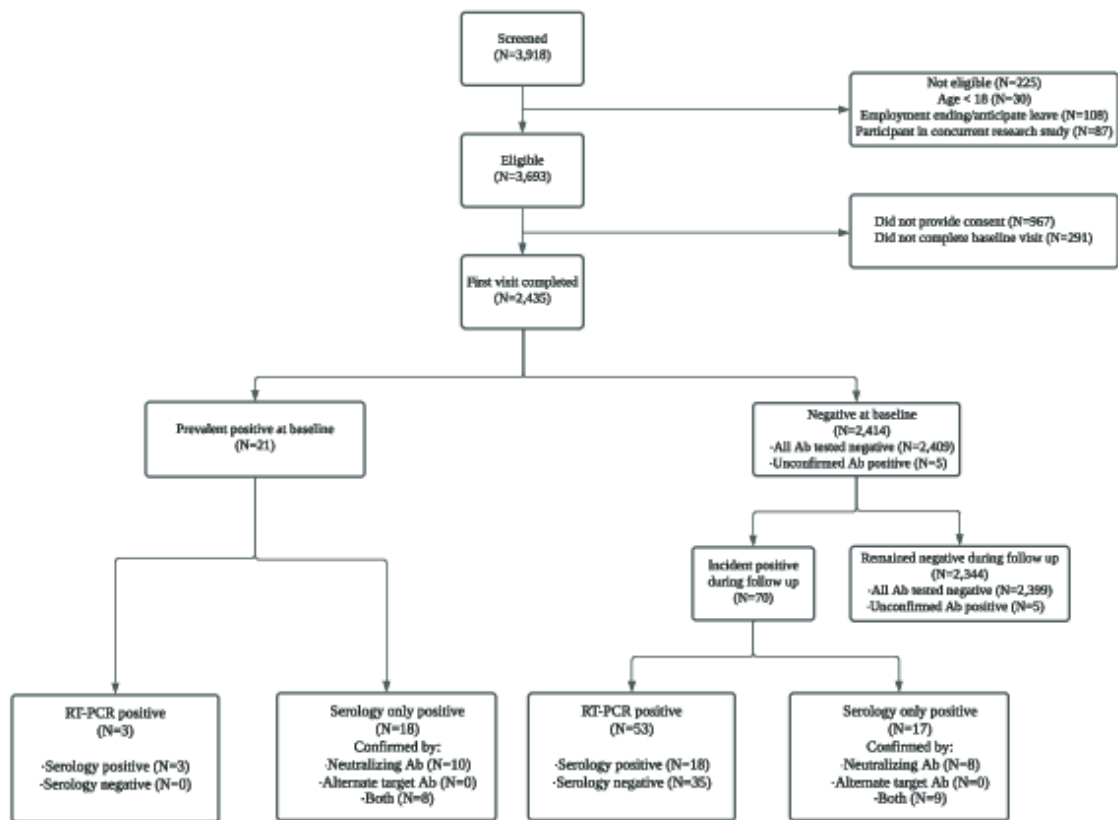 Screened
(N=3,918)
Not eligible (N=225)
Age < 18 (N=30)
Employment ending/anticipate leave (N=108)
Participant in concurrent research study (N=87)
Eligible
(N=3,693)
Did not provide consent (N=967)
Did not complete baseline visit (N=291)
First visit completed
(N=2,435)
Prevalent positive at baseline
(N=21)
Negative at baseline
(N=2,414)
-All Ab tested negative (N=2,409)
-Unconfirmed Ab positive (N=5)
Incident positive
during follow up
(N=70)
Remained negative during follow up
(N=2,344)
-All Ab tested negative (N=2,399)
-Unconfirmed Ab positive (N=5)
RT-PCR positive
(N=3)
-Serology positive (N=3)
-Serology negative (N=0)
Serology only positive
(N=18)
Confirmed by:
-Neutralizing Ab (N=10)
-Alternate target Ab (N=0)
-Both (N=8)
RT-PCR positive
(N=53)
-Serology positive (N=18)
-Serology negative (N=35)
Serology only positive
(N=17)
Confirmed by:
-Neutralizing Ab (N=8)
-Alternate target Ab (N=0)
-Both (N=9)